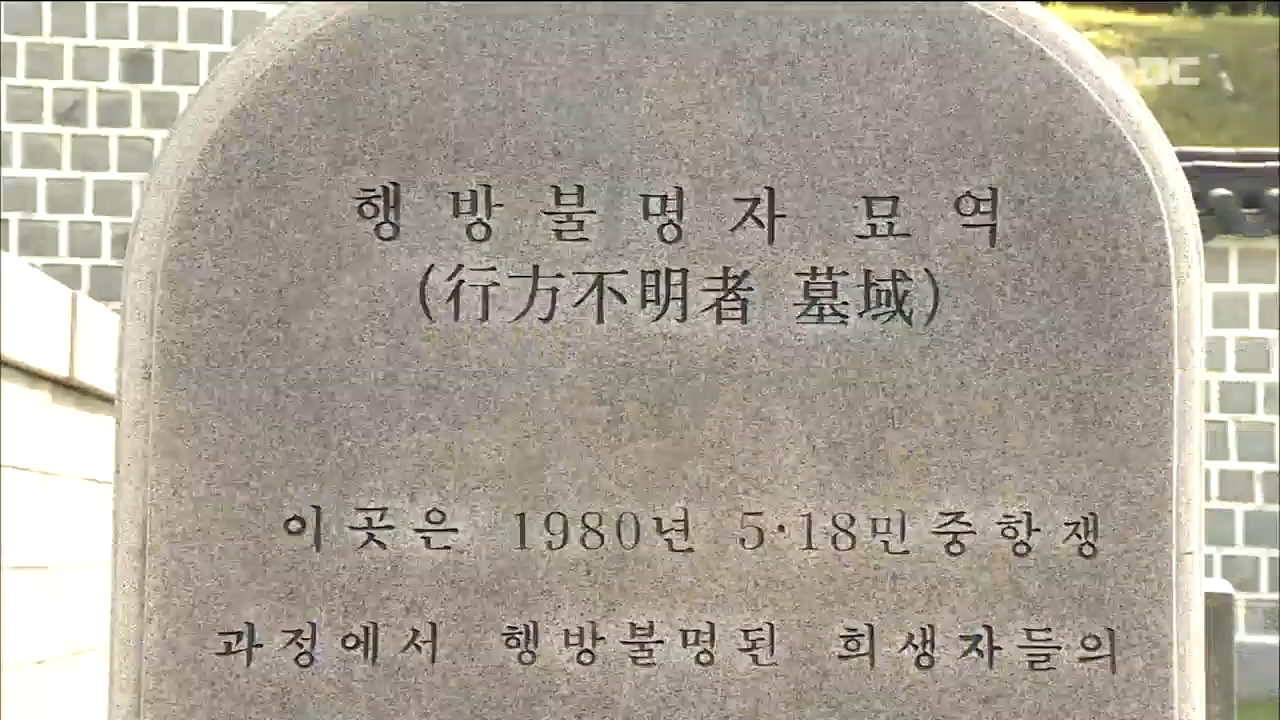 MBC
행방불명자 묘역
(行方不明者 墓域)
이곳은 1980년 5·18민중항쟁
과정에서 행방불명된 희생자들의